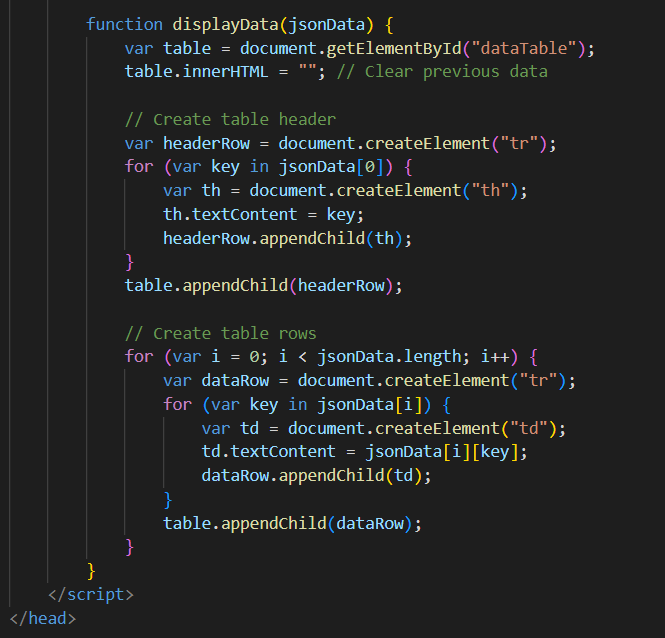 function displayData(jsonData) {
var table = document.getElementById("dataTable");
table.innerHTML = ""; // Clear previous data
// Create table header
var headerRow = document.createElement("tr");
for (var key in jsonData[0]) {
var th = document.createElement("th");
th.textContent = key;
headerRow.appendChild(th);
}
table.appendChild(headerRow);
// Create table rows
for (var i = 0; i < jsonData.length; i++) {
var dataRow = document.createElement("tr");
for (var key in jsonData[i]) {
var td = document.createElement("td");
td.textContent = jsonData[i][key];
dataRow.appendChild(td);
}
table.appendChild(dataRow);
}
}
</script>
</head>